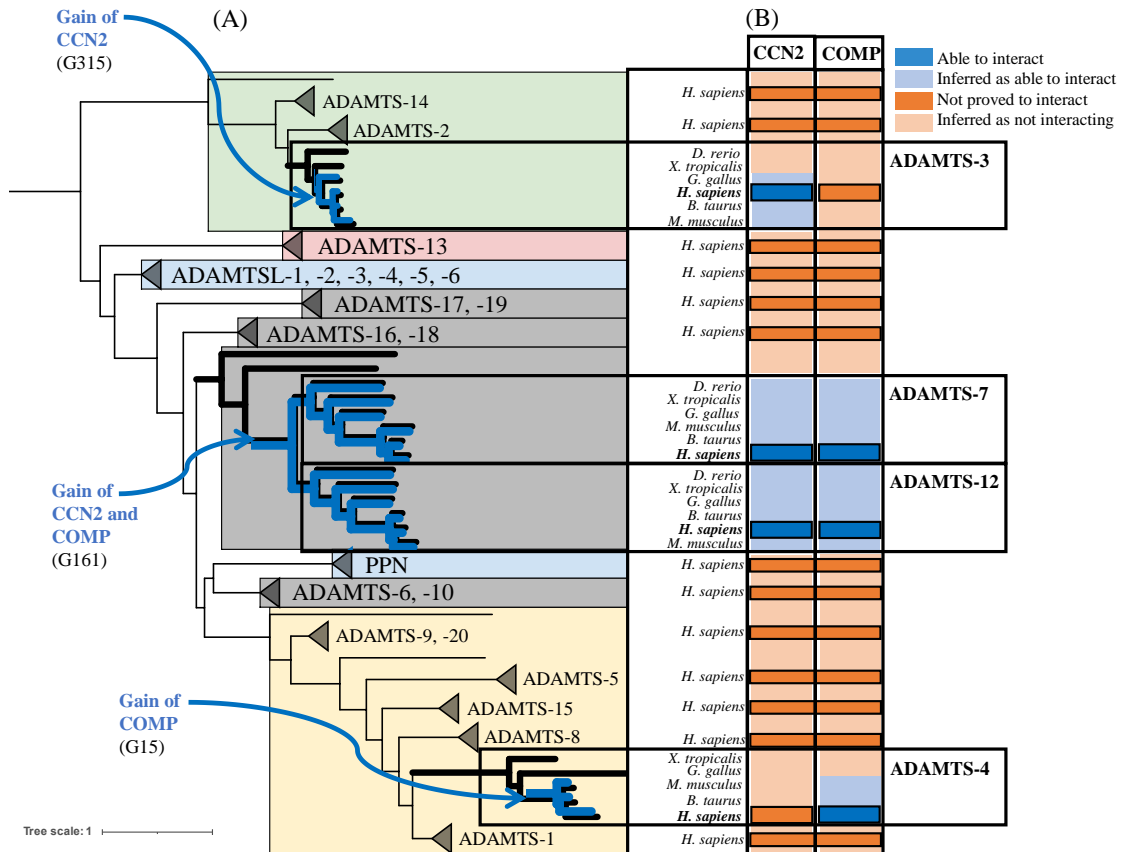 (A)
(B)
Gain of
CCN2
(G315)
CCN2
COMP
Able to interact
Inferred as able to interact
Not proved to interact
Inferred as not interacting
ADAMTS-14
H. sapiens
ADAMTS-2
H. sapiens
D. rerio
X. tropicalis
G. gallus
H. sapiens
B. taurus
M. musculus
ADAMTS-3
ADAMTS-13
H. sapiens
ADAMTSL-1, -2, -3, -4, -5, -6
H. sapiens
ADAMTS-17, -19
H. sapiens
ADAMTS-16, -18
H. sapiens
D. rerio
X. tropicalis
G. gallus
M. musculus
B. taurus
H. sapiens
ADAMTS-7
Gain of
CCN2 and
COMP
(G161)
D. rerio
X. tropicalis
G. gallus
B. taurus
H. sapiens
M. musculus
ADAMTS-12
PPN
H. sapiens
ADAMTS-6, -10
H. sapiens
ADAMTS-9, -20
H. sapiens
ADAMTS-5
H. sapiens
Gain of
COMP
(G15)
ADAMTS-15
H. sapiens
ADAMTS-8
H. sapiens
X. tropicalis
G. gallus
M. musculus
B. taurus
H. sapiens
ADAMTS-4
Tree scale: 1
ADAMTS-1
H. sapiens